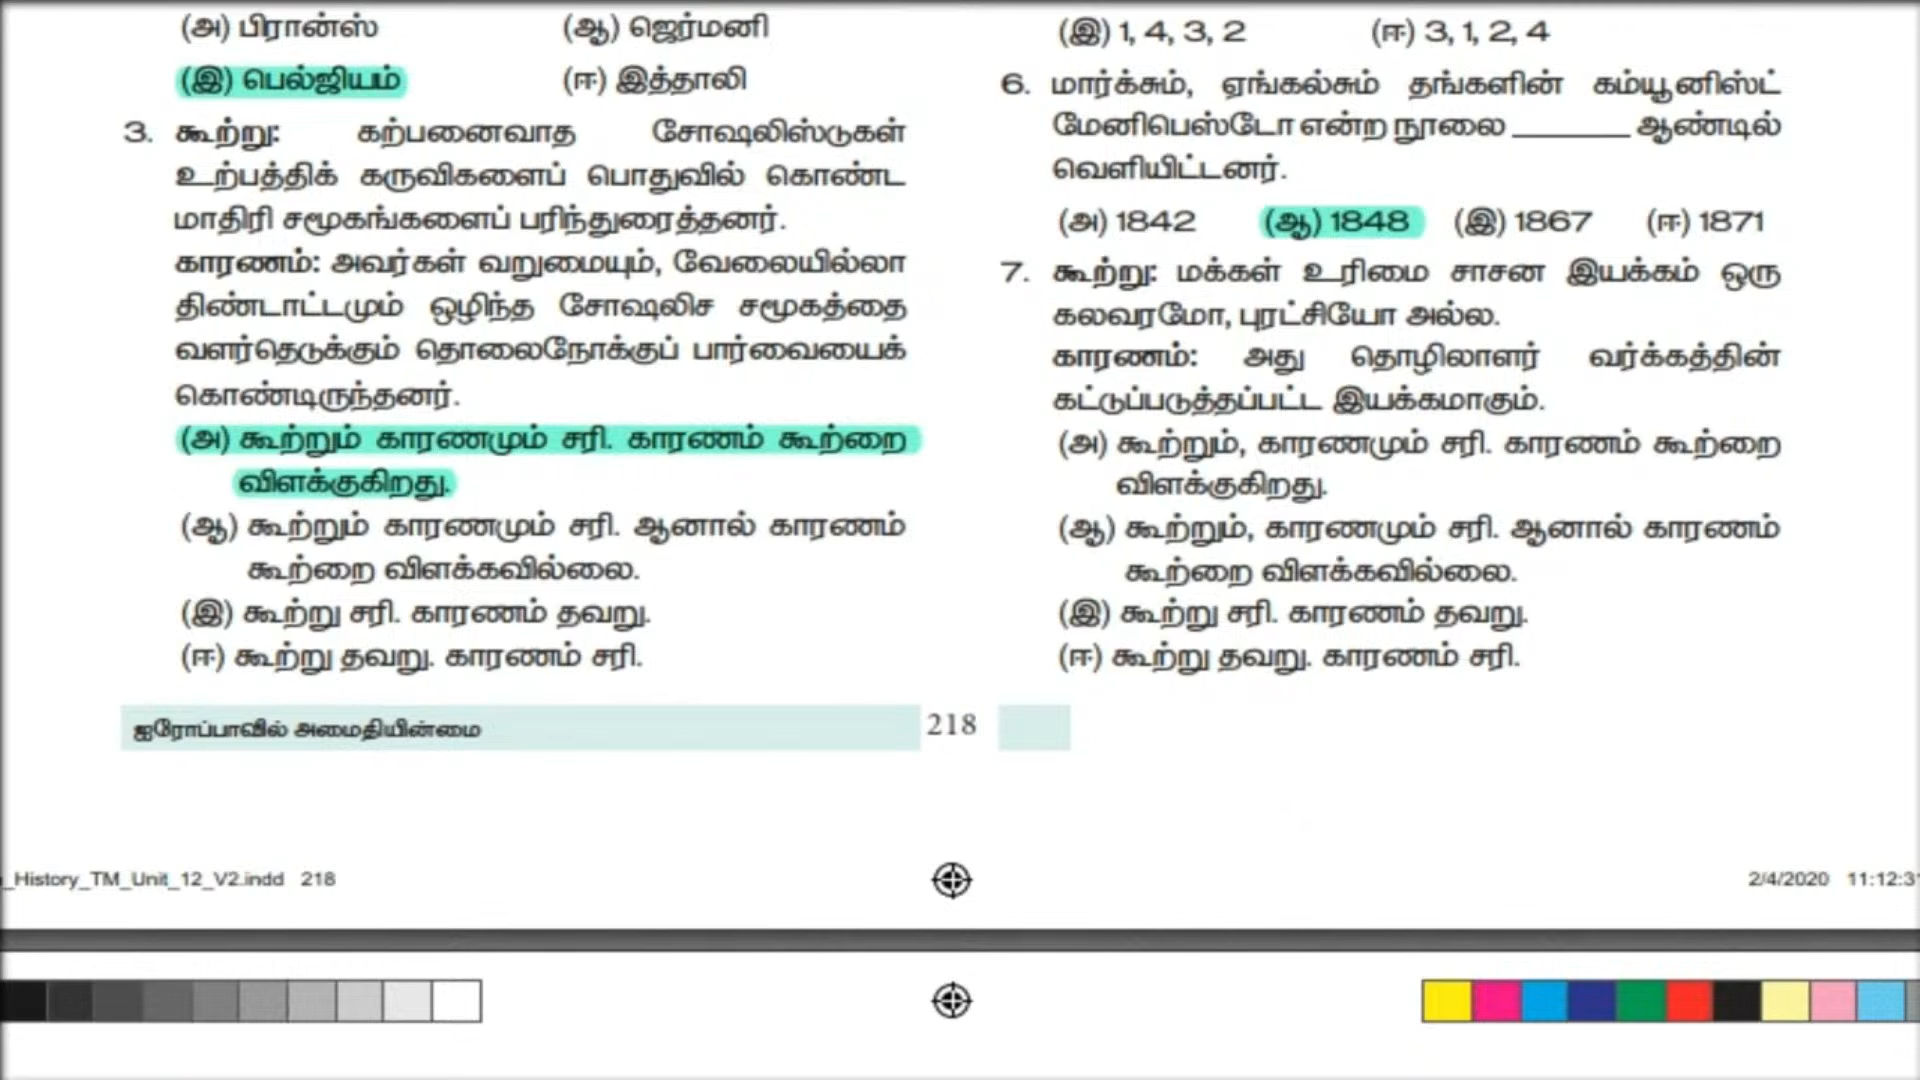 (அ) பிரான்ஸ் (ஆ) ஜெர்மனி
(இ) பெல்ஜியம் (ஈ) இத்தாலி
3. கூற்று: கற்பனைவாத சோஷலிஸ்டுகள்
உற்பத்திக் கருவிகளைப் பொதுவில் கொண்ட
மாதிரி சமூகங்களைப் பரிந்துரைத்தனர்.
காரணம்: அவர்கள் வறுமையும், வேலையில்லா
திண்டாட்டமும் ஒழிந்த சோஷலிச சமூகத்தை
வளர்தெடுக்கும் தொலைநோக்குப் பார்வையைக்
கொண்டிருந்தனர்.
(அ) கூற்றும் காரணமும் சரி. காரணம் கூற்றை
விளக்குகிறது.
(ஆ) கூற்றும் காரணமும் சரி. ஆனால் காரணம்
கூற்றை விளக்கவில்லை.
(இ) கூற்று சரி. காரணம் தவறு.
(ஈ) கூற்று தவறு. காரணம் சரி.
(இ) 1, 4, 3, 2 (ஈ) 3, 1, 2, 4
6. மார்க்சும், ஏங்கல்சும் தங்களின் கம்யூனிஸ்ட்
மேனிபெஸ்டோ என்ற நூலை ________ ஆண்டில்
வெளியிட்டனர்.
(அ) 1842 (ஆ) 1848 (இ) 1867 (ஈ) 1871
7. கூற்று: மக்கள் உரிமை சாசன இயக்கம் ஒரு
கலவரமோ, புரட்சியோ அல்ல.
காரணம்: அது தொழிலாளர் வர்க்கத்தின்
கட்டுப்படுத்தப்பட்ட இயக்கமாகும்.
(அ) கூற்றும், காரணமும் சரி. காரணம் கூற்றை
விளக்குகிறது.
(ஆ) கூற்றும், காரணமும் சரி. ஆனால் காரணம்
கூற்றை விளக்கவில்லை.
(இ) கூற்று சரி. காரணம் தவறு.
(ஈ) கூற்று தவறு. காரணம் சரி.
ஐரோப்பாவில் அமைதியின்மை 218
_History_TM_Unit_12_V2.indd 218 2/4/2020 11:12:31